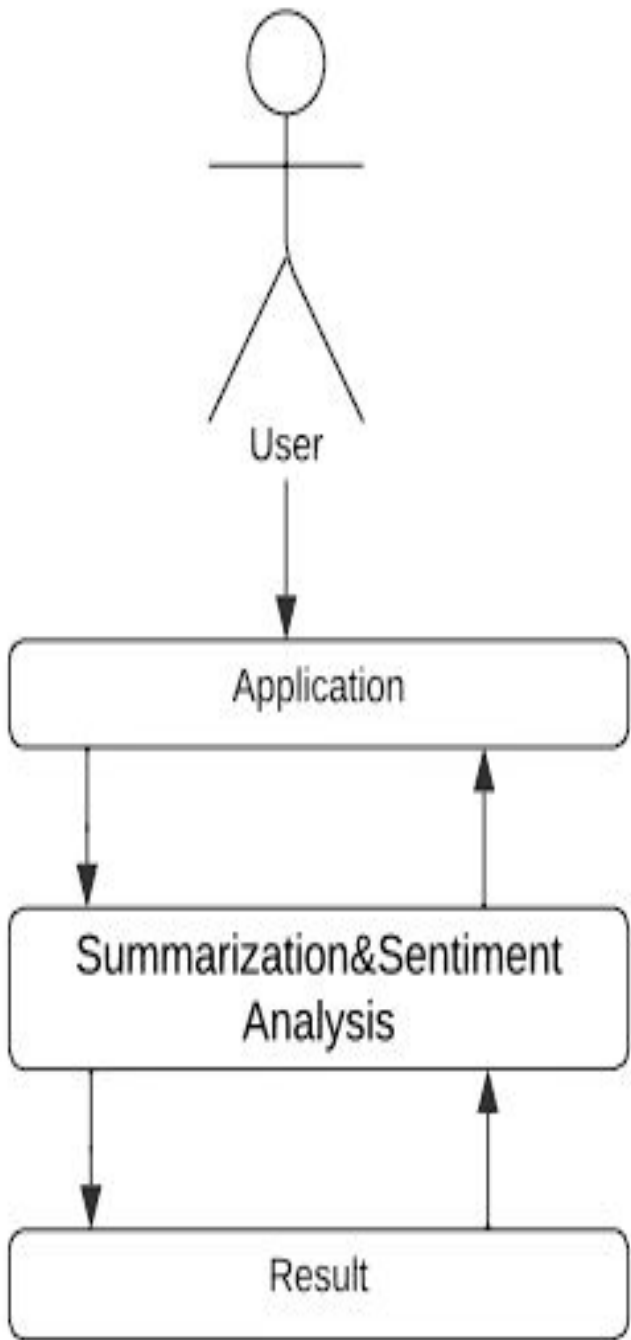 User
Application
Summarization&Sentiment
Analysis
Result